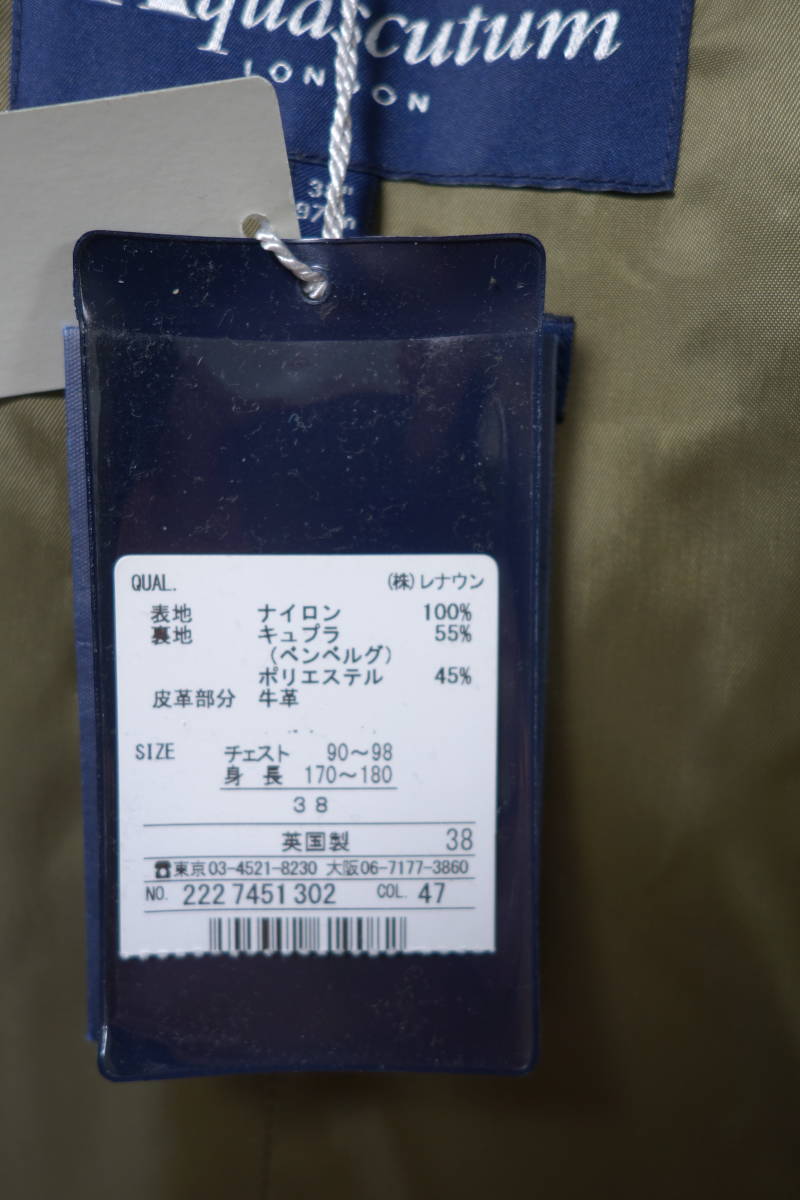 Aquascutum
LONDON
QUAL. (株)レナウン
表地 ナイロン 100%
裏地 キュプラ 55%
(ベンベルグ)
ポリエステル 45%
皮革部分 牛革
SIZE チェスト 90～98
身 長 170～180
38
英国製 38
☎東京03-4521-8230 大阪06-7177-3860
NO. 222 7451 302 COL. 47